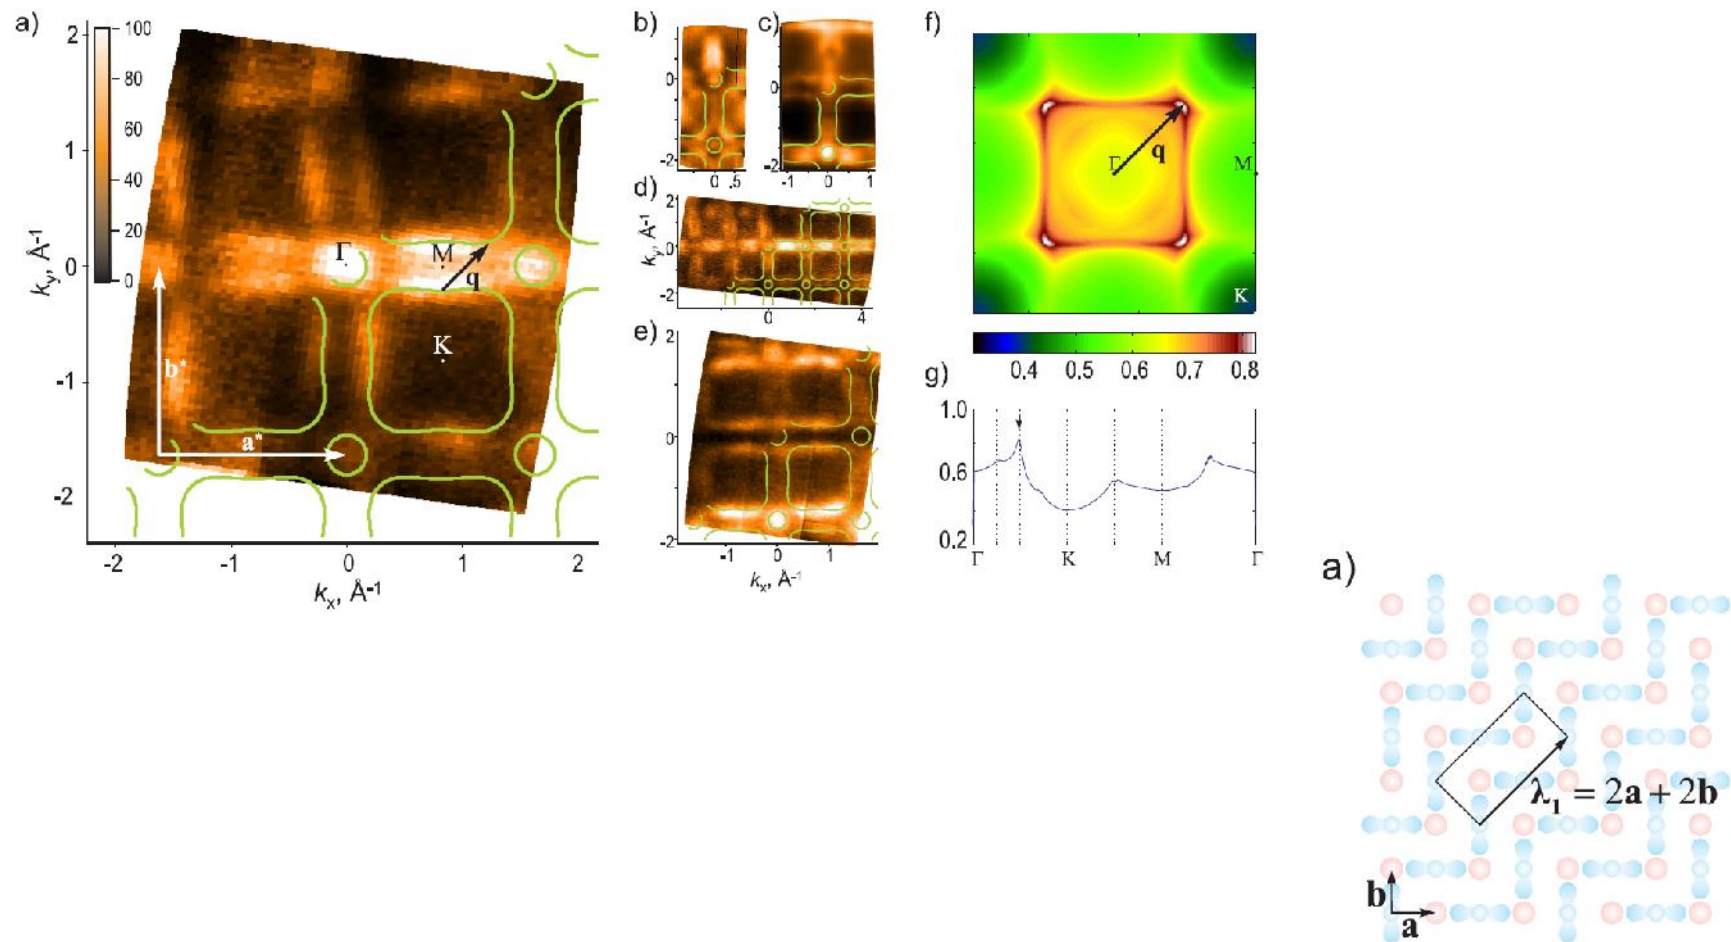 a)
2
1
0
-1
-2
100
80
60
40
20
0
k_y, Å⁻¹
Γ
M
q
K
b*
a*
-2 -1 0 1 2
k_x, Å⁻¹
b)
0
-2
0 .5
c)
0
-2
-1 0 1
d)
2
0
-2
k_y, Å⁻¹
0 4
e)
2
0
-2
-1 0 1
k_x, Å⁻¹
f)
Γ
q
M
K
0.4 0.5 0.6 0.7 0.8
g)
1.0
0.6
0.2
Γ K M Γ
a)
λ₁ = 2a + 2b
b
a